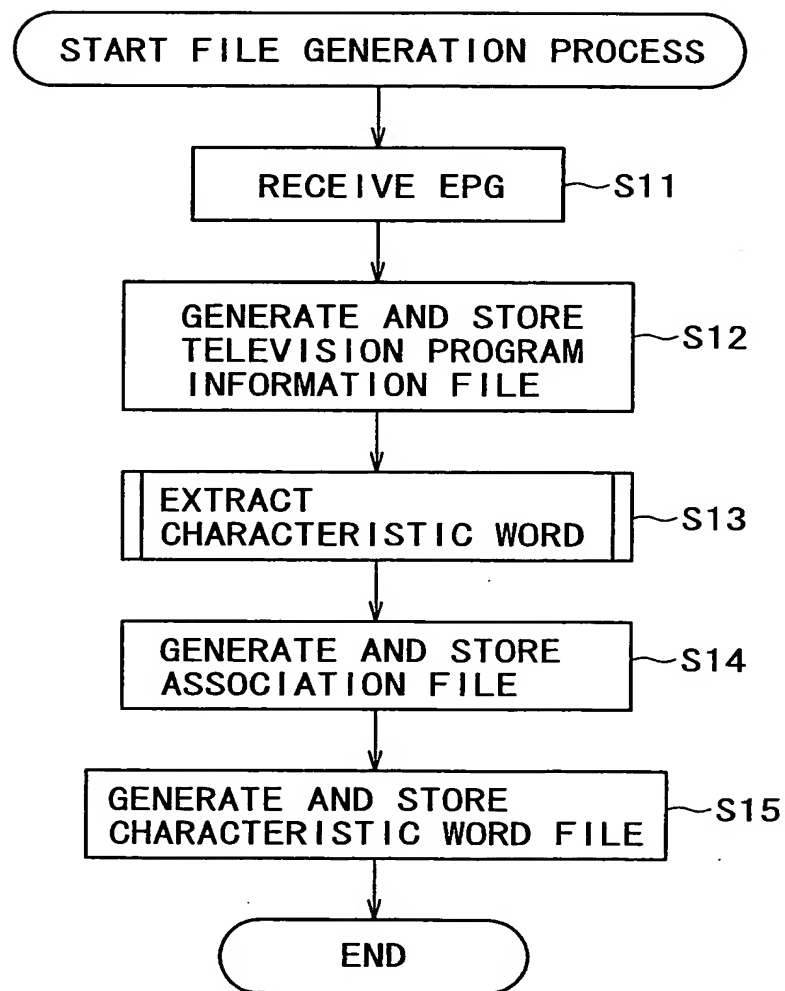 START FILE GENERATION PROCESS
RECEIVE EPG
S11
GENERATE AND STORE
TELEVISION PROGRAM
INFORMATION FILE
S12
EXTRACT
CHARACTERISTIC WORD
S13
GENERATE AND STORE
ASSOCIATION FILE
S14
GENERATE AND STORE
CHARACTERISTIC WORD FILE
S15
END